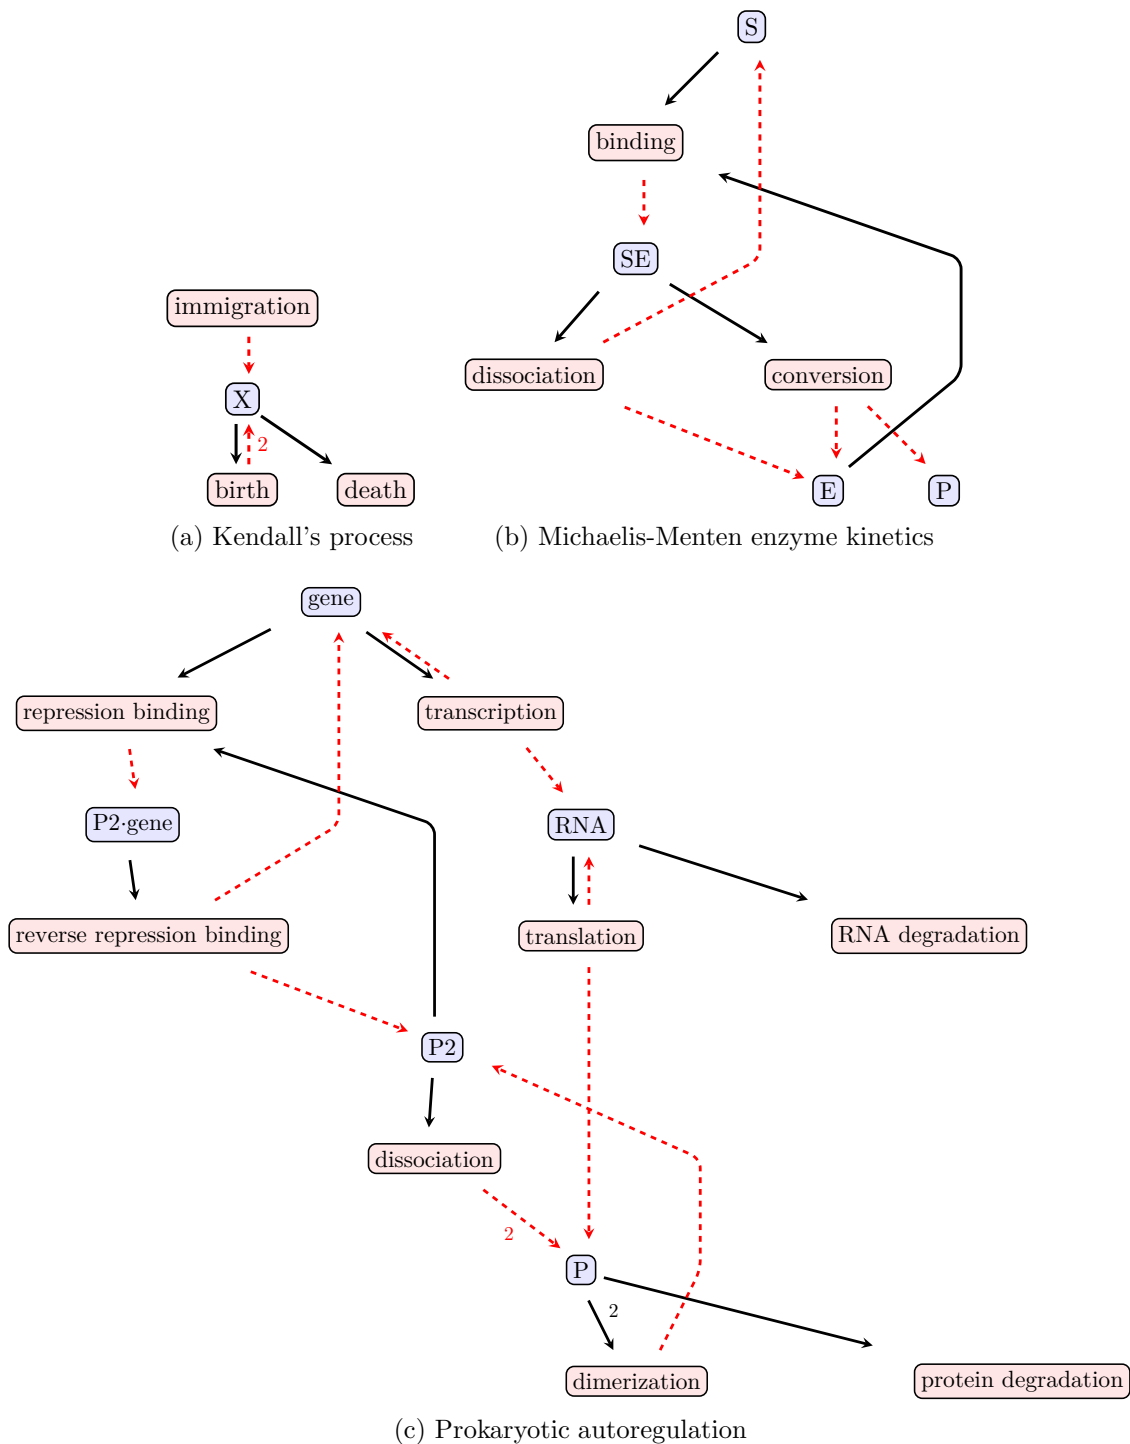 S
binding
SE
immigration
dissociation
conversion
X
2
birth
death
E
P
(a) Kendall's process
(b) Michaelis-Menten enzyme kinetics
gene
repression binding
transcription
P2·gene
RNA
reverse repression binding
translation
RNA degradation
P2
dissociation
2
P
2
dimerization
protein degradation
(c) Prokaryotic autoregulation